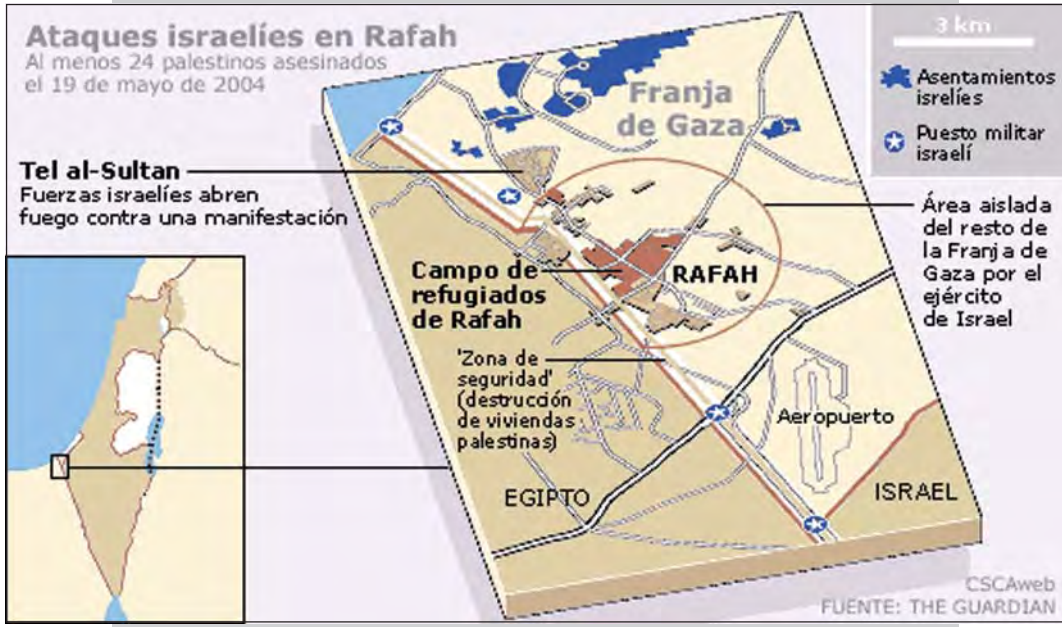 Ataques israelíes en Rafah
Al menos 24 palestinos asesinados
el 19 de mayo de 2004
3 km
Asentamientos
isrelíes
Puesto militar
israelí
Franja
de Gaza
Tel al-Sultan
Fuerzas israelíes abren
fuego contra una manifestación
Área aislada
del resto de
la Franja de
Gaza por el
ejército
de Israel
Campo de
refugiados
de Rafah
RAFAH
'Zona de
seguridad'
(destrucción
de viviendas
palestinas)
Aeropuerto
EGIPTO
ISRAEL
CSCAweb
FUENTE: THE GUARDIAN